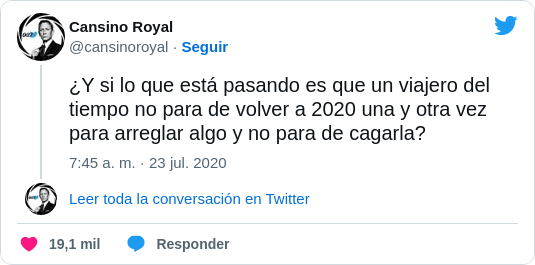 Cansino Royal
@cansinoroyal · Seguir
¿Y si lo que está pasando es que un viajero del
tiempo no para de volver a 2020 una y otra vez
para arreglar algo y no para de cagarla?
7:45 a. m. · 23 jul. 2020
Leer toda la conversación en Twitter
19,1 mil Responder